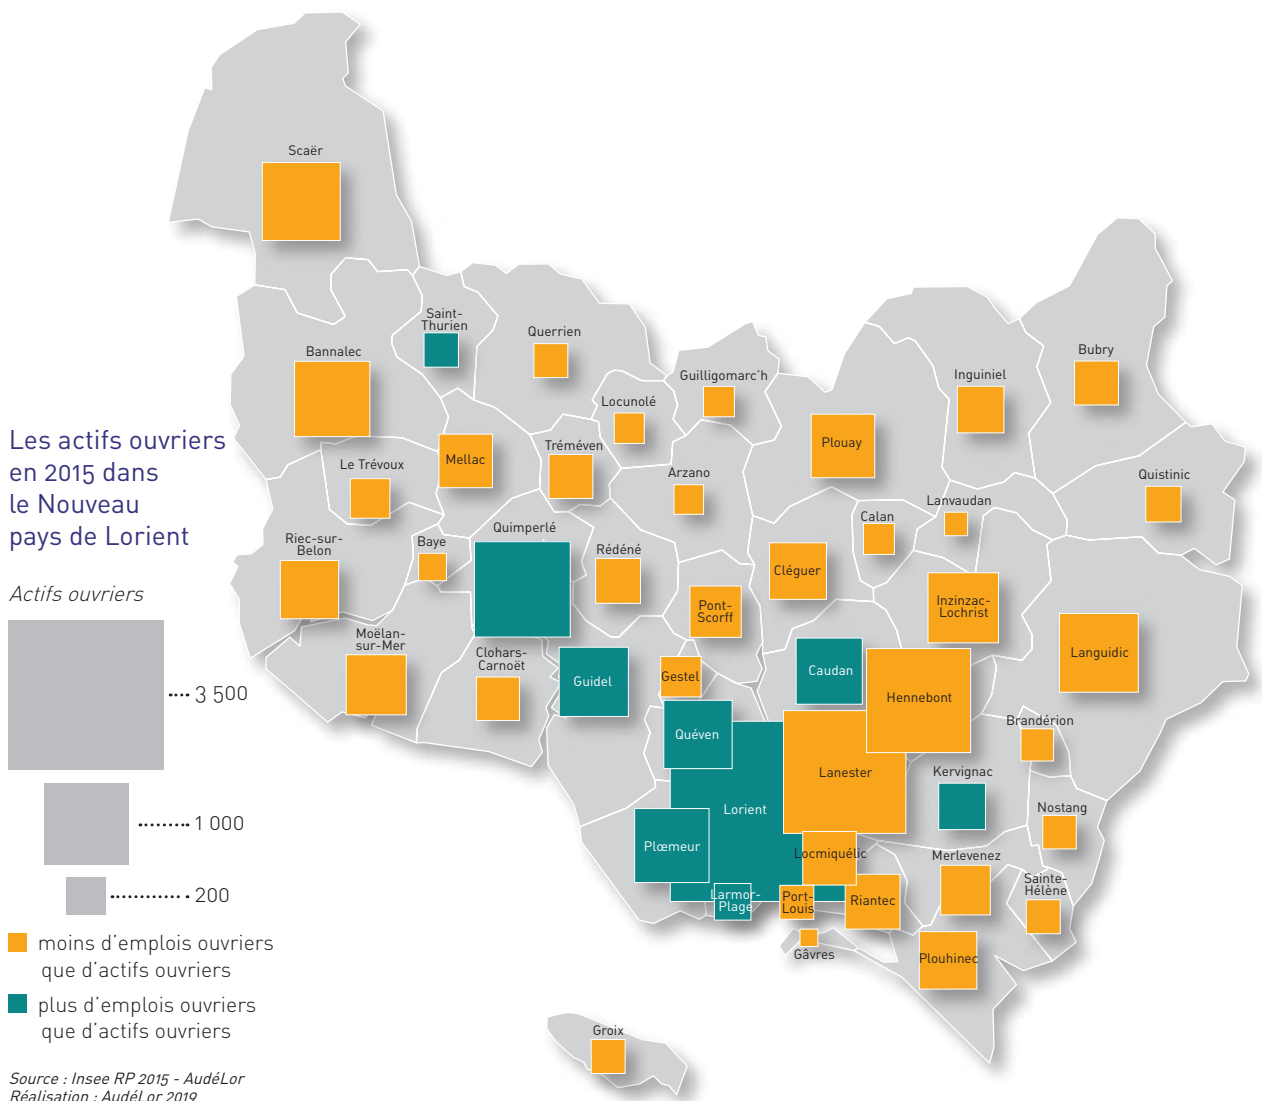 Scaër
Saint-
Thurien
Querrien
Bannalec
Guilligomarc'h
Inguiniel
Bubry
Locunolé
Les actifs ouvriers
en 2015 dans
le Nouveau
pays de Lorient
Le Trévoux
Mellac
Tréméven
Arzano
Plouay
Quistinic
Lanvaudan
Calan
Riec-sur-
Belon
Baye
Quimperlé
Rédéné
Cléguer
Pont-
Scorff
Inzinzac-
Lochrist
Moëlan-
sur-Mer
Clohars-
Carnoët
Guidel
Gestel
Caudan
Hennebont
Languidic
Quéven
Lanester
Brandérion
Kervignac
Lorient
Nostang
Plœmeur
Locmiquélic
Merlevenez
Larmor-
Plage
Port-
Louis
Riantec
Sainte-
Hélène
Gâvres
Plouhinec
Groix
Actifs ouvriers
3 500
1 000
200
moins d'emplois ouvriers
que d'actifs ouvriers
plus d'emplois ouvriers
que d'actifs ouvriers
Source : Insee RP 2015 - AudéLor
Réalisation : AudéLor 2019